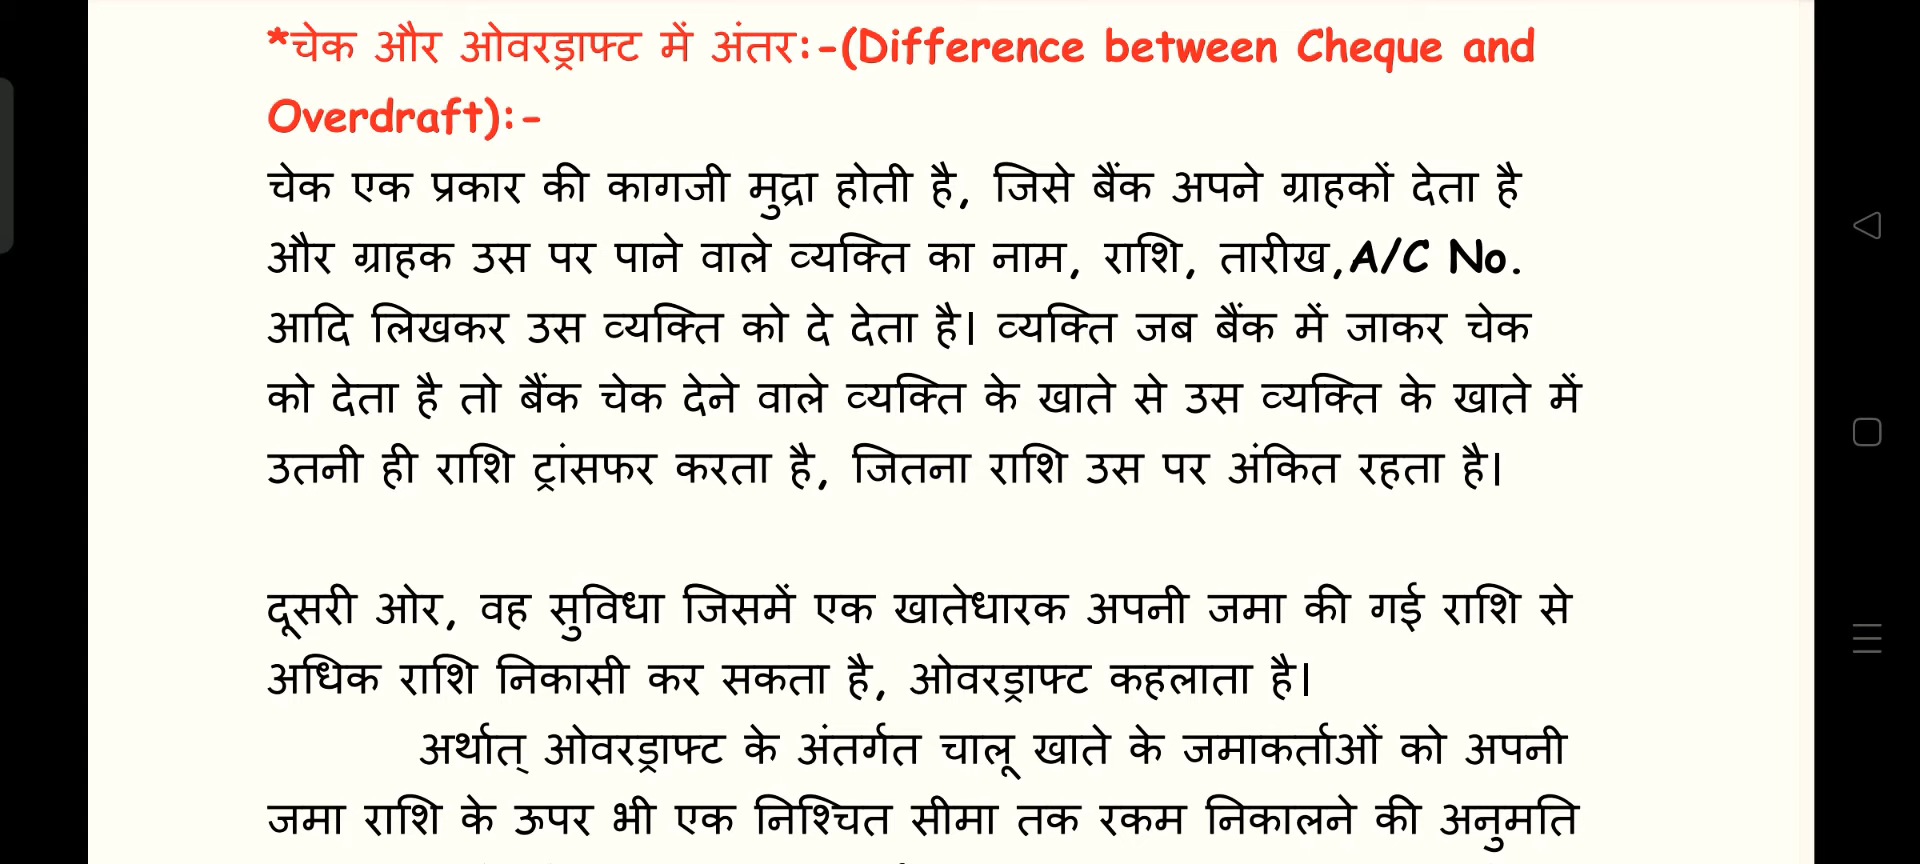 *चेक और ओवरड्राफ्ट में अंतर:-(Difference between Cheque and
Overdraft):-
चेक एक प्रकार की कागजी मुद्रा होती है, जिसे बैंक अपने ग्राहकों देता है
और ग्राहक उस पर पाने वाले व्यक्ति का नाम, राशि, तारीख,A/C No.
आदि लिखकर उस व्यक्ति को दे देता है। व्यक्ति जब बैंक में जाकर चेक
को देता है तो बैंक चेक देने वाले व्यक्ति के खाते से उस व्यक्ति के खाते में
उतनी ही राशि ट्रांसफर करता है, जितना राशि उस पर अंकित रहता है।
दूसरी ओर, वह सुविधा जिसमें एक खातेधारक अपनी जमा की गई राशि से
अधिक राशि निकासी कर सकता है, ओवरड्राफ्ट कहलाता है।
अर्थात् ओवरड्राफ्ट के अंतर्गत चालू खाते के जमाकर्ताओं को अपनी
जमा राशि के ऊपर भी एक निश्चित सीमा तक रकम निकालने की अनुमति